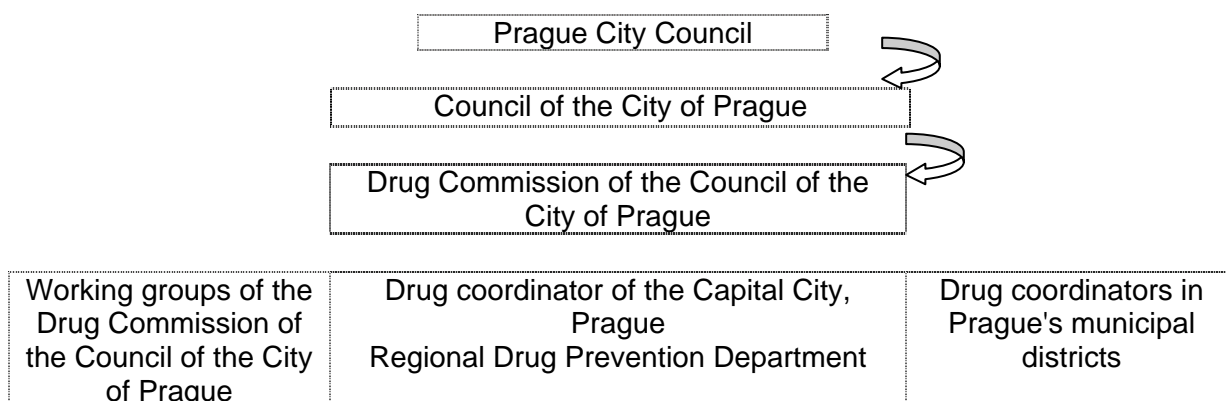 Prague City Council
Council of the City of Prague
Drug Commission of the Council of the
City of Prague
Working groups of the
Drug Commission of
the Council of the City
of Prague
Drug coordinator of the Capital City,
Prague
Regional Drug Prevention Department
Drug coordinators in
Prague's municipal
districts